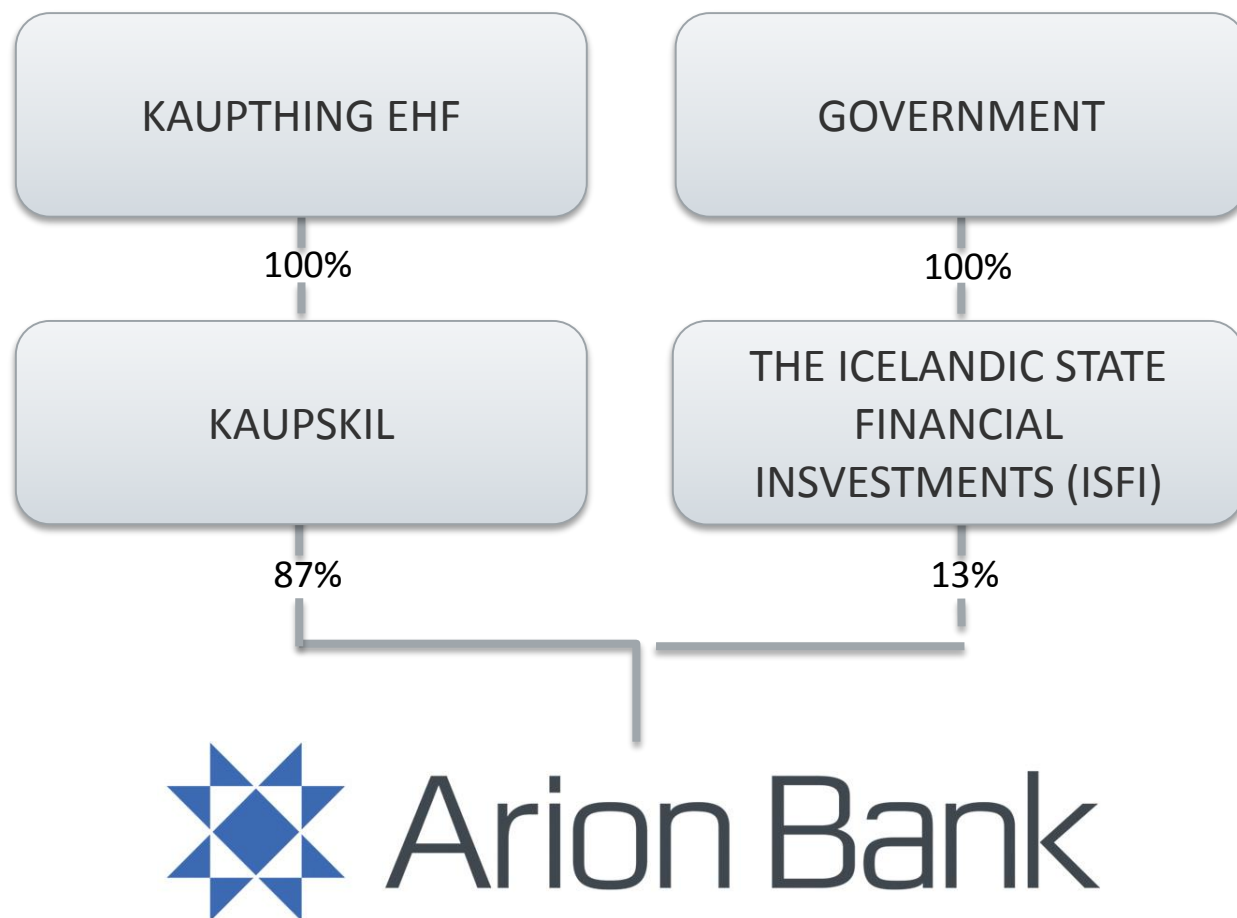 KAUPTHING EHF
GOVERNMENT
100%
100%
KAUPSKIL
THE ICELANDIC STATE
FINANCIAL
INSVESTMENTS (ISFI)
87%
13%
Arion Bank